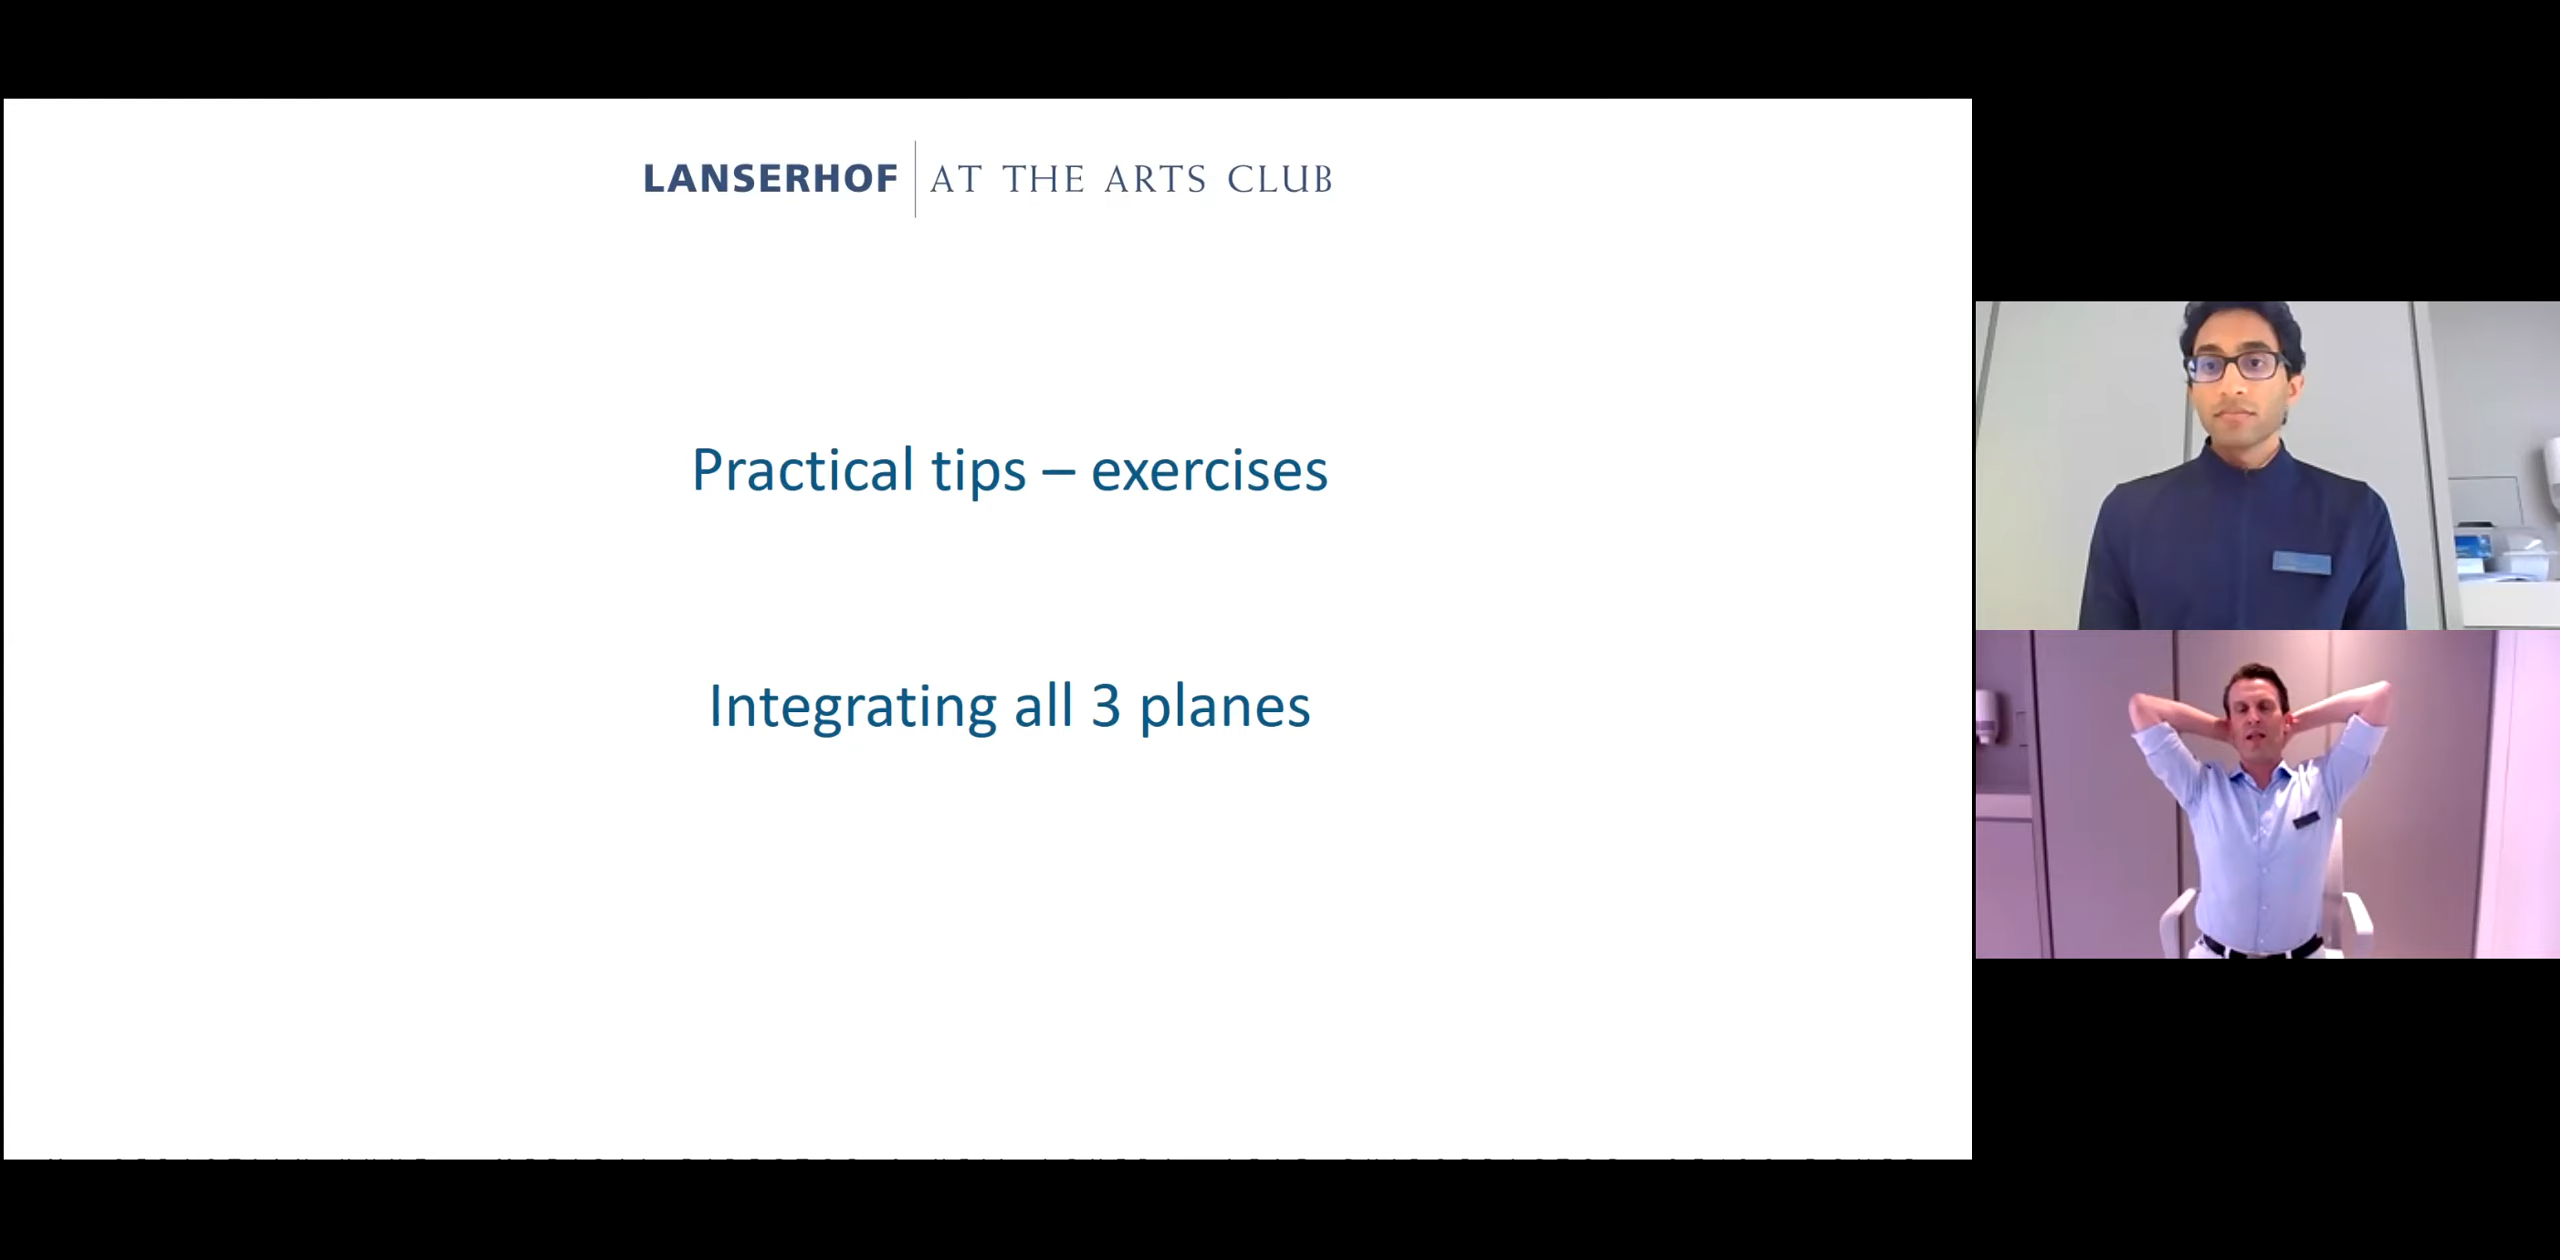 LANSERHOF AT THE ARTS CLUB
Practical tips – exercises
Integrating all 3 planes